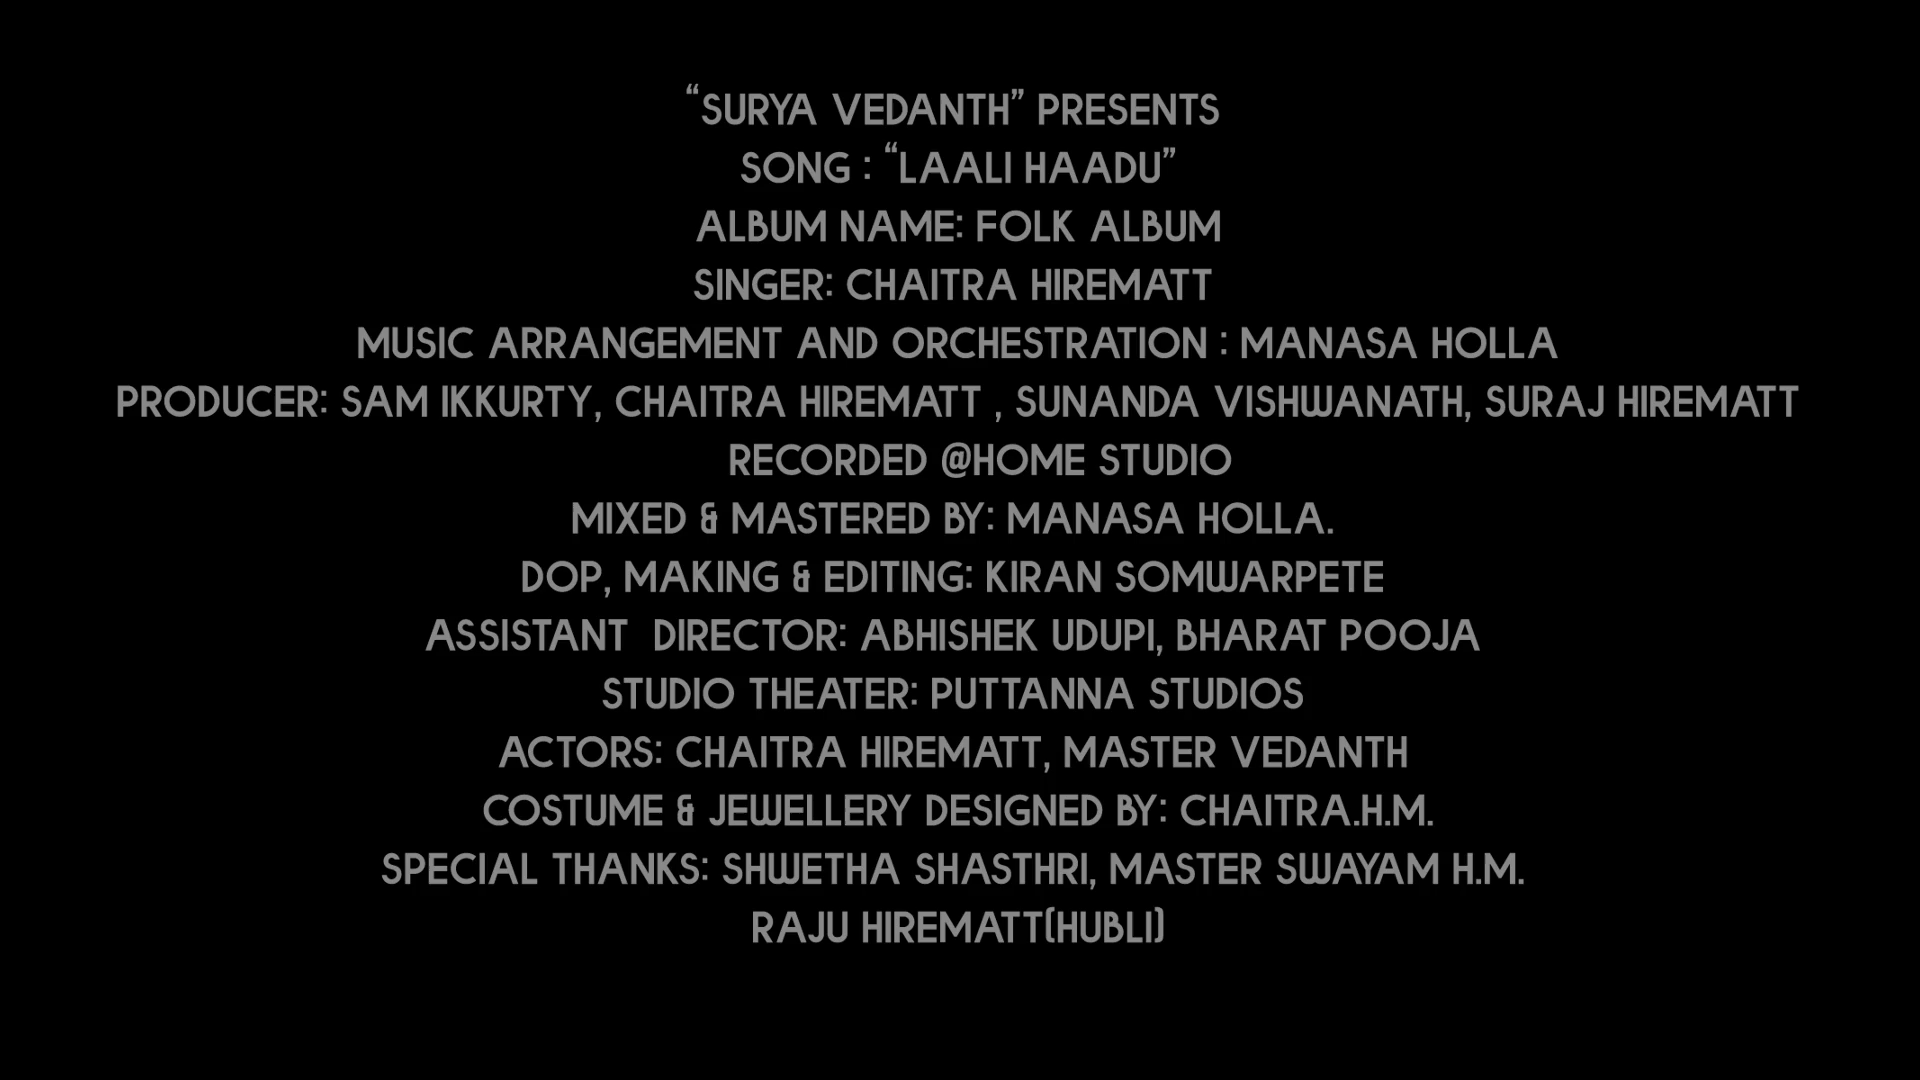 “SURYA VEDANTH” PRESENTS
SONG : “LAALI HAADU”
ALBUM NAME: FOLK ALBUM
SINGER: CHAITRA HIREMATT
MUSIC ARRANGEMENT AND ORCHESTRATION : MANASA HOLLA
PRODUCER: SAM IKKURTY, CHAITRA HIREMATT , SUNANDA VISHWANATH, SURAJ HIREMATT
RECORDED @HOME STUDIO
MIXED & MASTERED BY: MANASA HOLLA.
DOP, MAKING & EDITING: KIRAN SOMWARPETE
ASSISTANT  DIRECTOR: ABHISHEK UDUPI, BHARAT POOJA
STUDIO THEATER: PUTTANNA STUDIOS
ACTORS: CHAITRA HIREMATT, MASTER VEDANTH
COSTUME & JEWELLERY DESIGNED BY: CHAITRA.H.M.
SPECIAL THANKS: SHWETHA SHASTHRI, MASTER SWAYAM H.M.
RAJU HIREMATT(HUBLI)